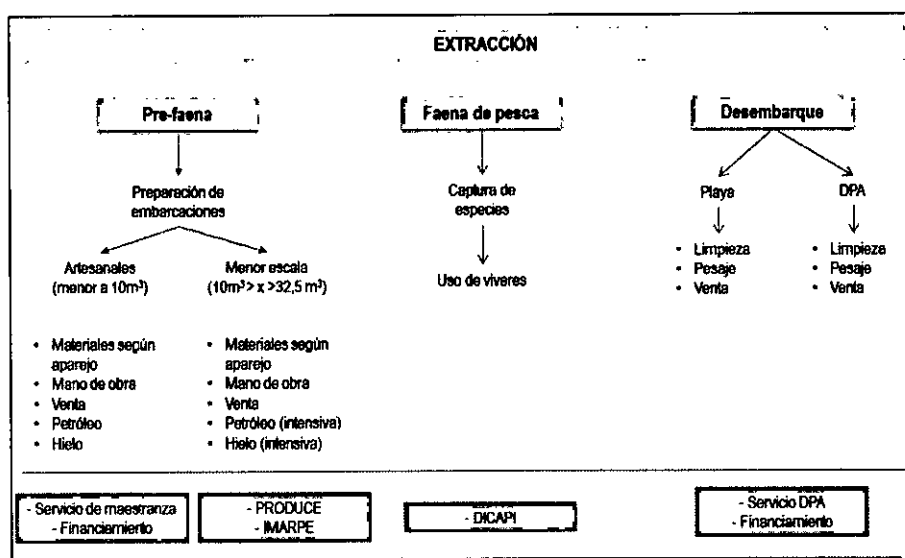 EXTRACCIÓN
Pre-faena
Preparación de
embarcaciones
Artesanales
(menor a 10m³)
Menor escala
(10m³> x >32,5 m³)
• Materiales según
aparejo
• Mano de obra
• Venta
• Petróleo
• Hielo
• Materiales según
aparejo
• Mano de obra
• Venta
• Petróleo (intensiva)
• Hielo (intensiva)
Faena de pesca
Captura de
especies
Uso de viveres
Desembarque
Playa
• Limpieza
• Pesaje
• Venta
DPA
• Limpieza
• Pesaje
• Venta
- Servicio de maestranza
- Financiamiento
- PRODUCE
- IMARPE
- DICAPI
- Servicio DPA
- Financiamiento